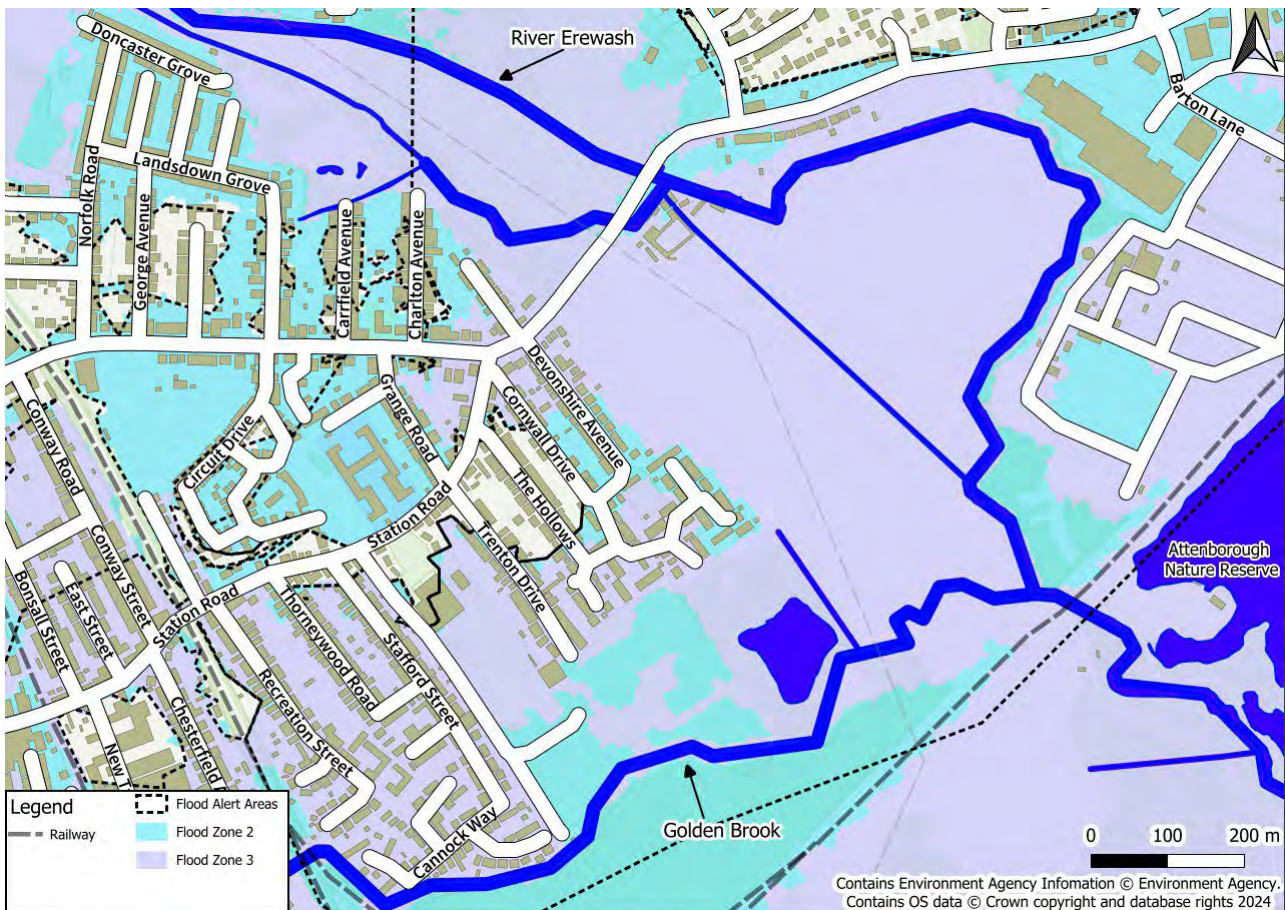 River Erewash
Doncaster Grove
Barton Lane
Landsdown Grove
Norfolk Road
George Avenue
Carrfield Avenue
Charlton Avenue
Devonshire Avenue
Grange Road
Cornwall Drive
Conway Road
Circuit Drive
The Hollows
Station Road
Trenton Drive
Attenborough
Nature Reserve
Conway Street
Bonsall Street
East Street
Station Road
Thorneywood Road
Stafford Street
Recreation Street
Chesterfield
New T
Cannock Way
Golden Brook
Legend
Railway
Flood Alert Areas
Flood Zone 2
Flood Zone 3
0 100 200 m
Contains Environment Agency Infomation © Environment Agency.
Contains OS data © Crown copyright and database rights 2024